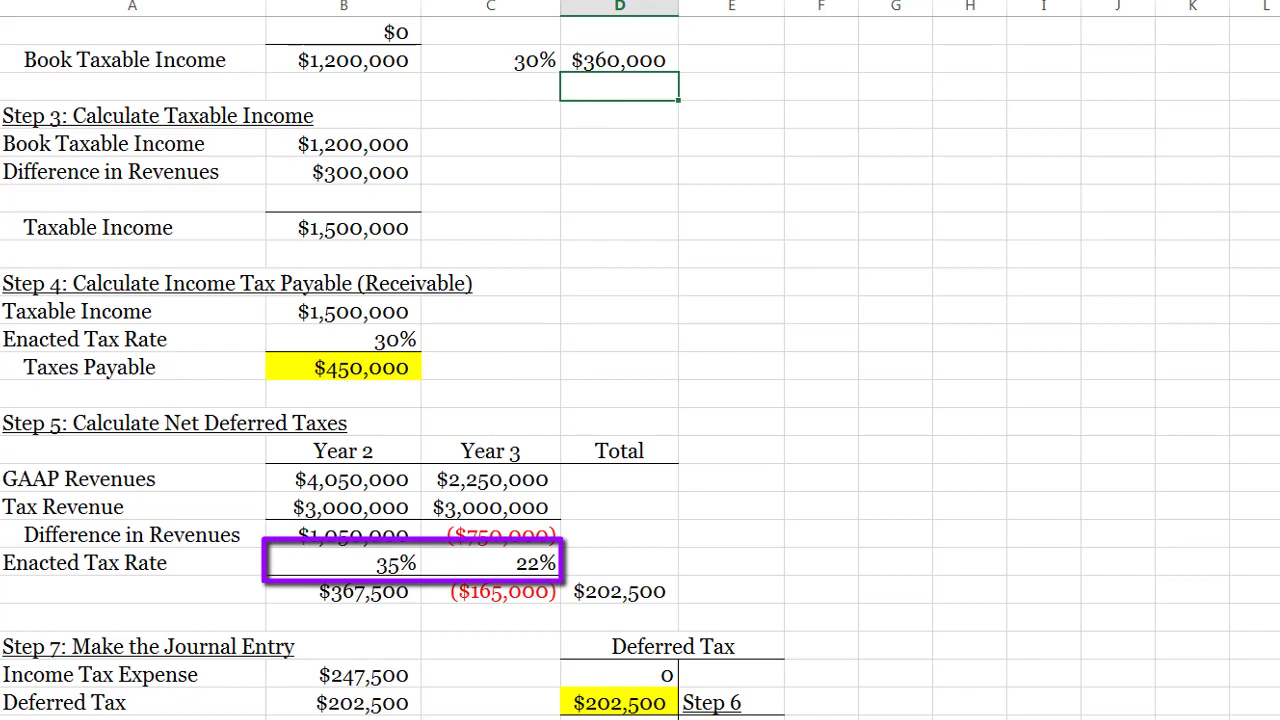 A B C D E F G H I J K L
$0
Book Taxable Income $1,200,000 30% $360,000
Step 3: Calculate Taxable Income
Book Taxable Income $1,200,000
Difference in Revenues $300,000
Taxable Income $1,500,000
Step 4: Calculate Income Tax Payable (Receivable)
Taxable Income $1,500,000
Enacted Tax Rate 30%
Taxes Payable $450,000
Step 5: Calculate Net Deferred Taxes
Year 2 Year 3 Total
GAAP Revenues $4,050,000 $2,250,000
Tax Revenue $3,000,000 $3,000,000
Difference in Revenues $1,050,000 ($750,000)
Enacted Tax Rate 35% 22%
$367,500 ($165,000) $202,500
Step 7: Make the Journal Entry Deferred Tax
Income Tax Expense $247,500 0
Deferred Tax $202,500 $202,500 Step 6